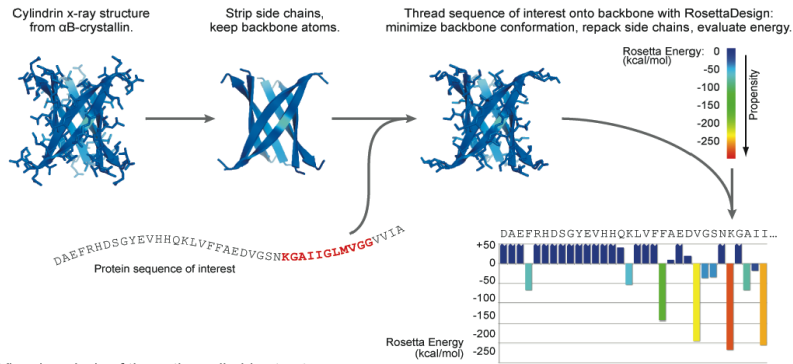 Cylindrin x-ray structure
from αB-crystallin.
Strip side chains,
keep backbone atoms.
Thread sequence of interest onto backbone with RosettaDesign:
minimize backbone conformation, repack side chains, evaluate energy.
Rosetta Energy:
(kcal/mol)
0
-50
-100
-150
-200
-250
Propensity
DAEFRHDSGYEVHHQKLVFFAEDVGSNKGAIIGLMVGGVVIA
Protein sequence of interest
DAEFRHDSGYEVHHQKLVFFAEDVGSNKGAII...
+50
0
-50
-100
-150
-200
-250
Rosetta Energy
(kcal/mol)